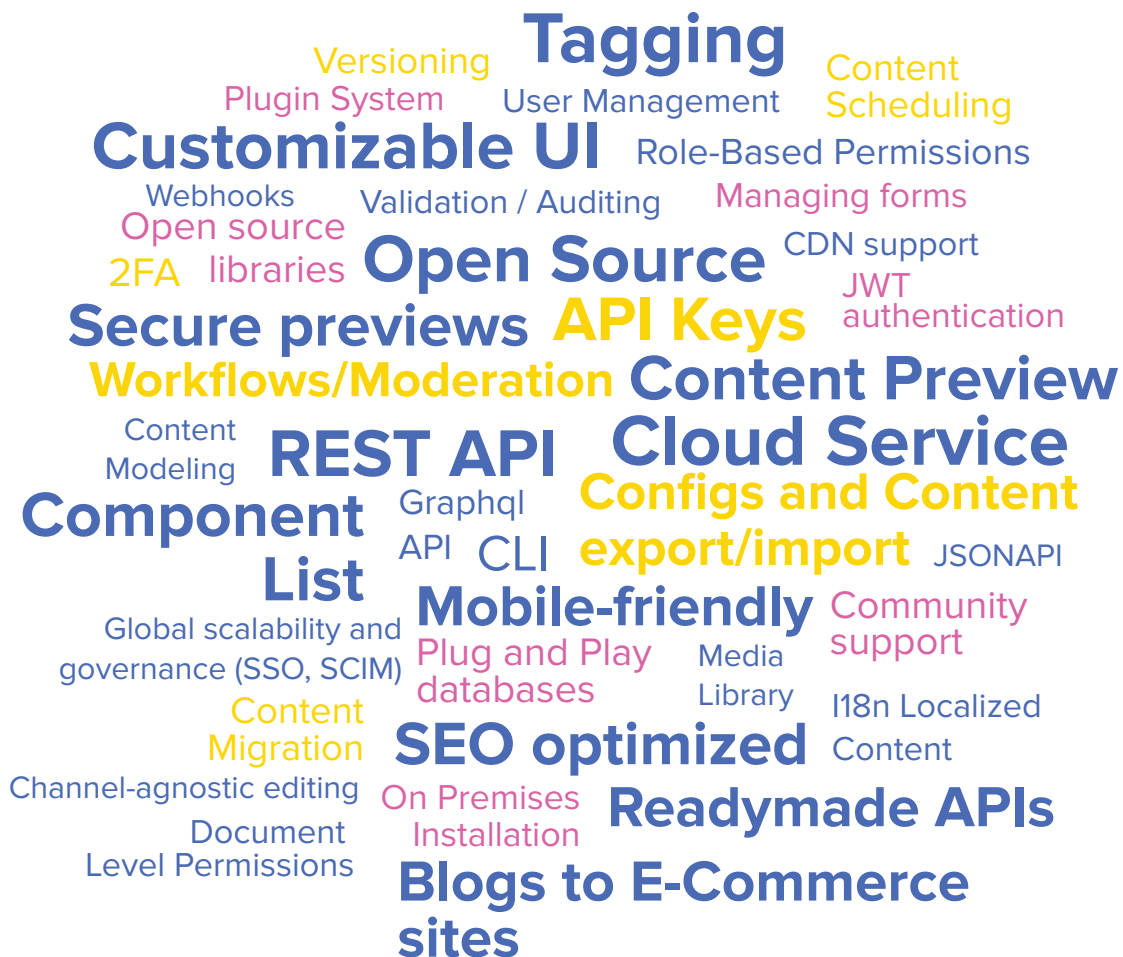 Tagging
Versioning
Content
Scheduling
Plugin System
User Management
Customizable UI
Role-Based Permissions
Webhooks
Validation / Auditing
Managing forms
Open source
libraries
2FA
Open Source
CDN support
JWT
authentication
Secure previews
API Keys
Workflows/Moderation
Content Preview
Content
Modeling
REST API
Cloud Service
Component
List
Graphql
API
CLI
Configs and Content
export/import
JSONAPI
Mobile-friendly
Community
support
Global scalability and
governance (SSO, SCIM)
Plug and Play
databases
Media
Library
I18n Localized
Content
Content
Migration
SEO optimized
Channel-agnostic editing
On Premises
Installation
Readymade APIs
Document
Level Permissions
Blogs to E-Commerce
sites